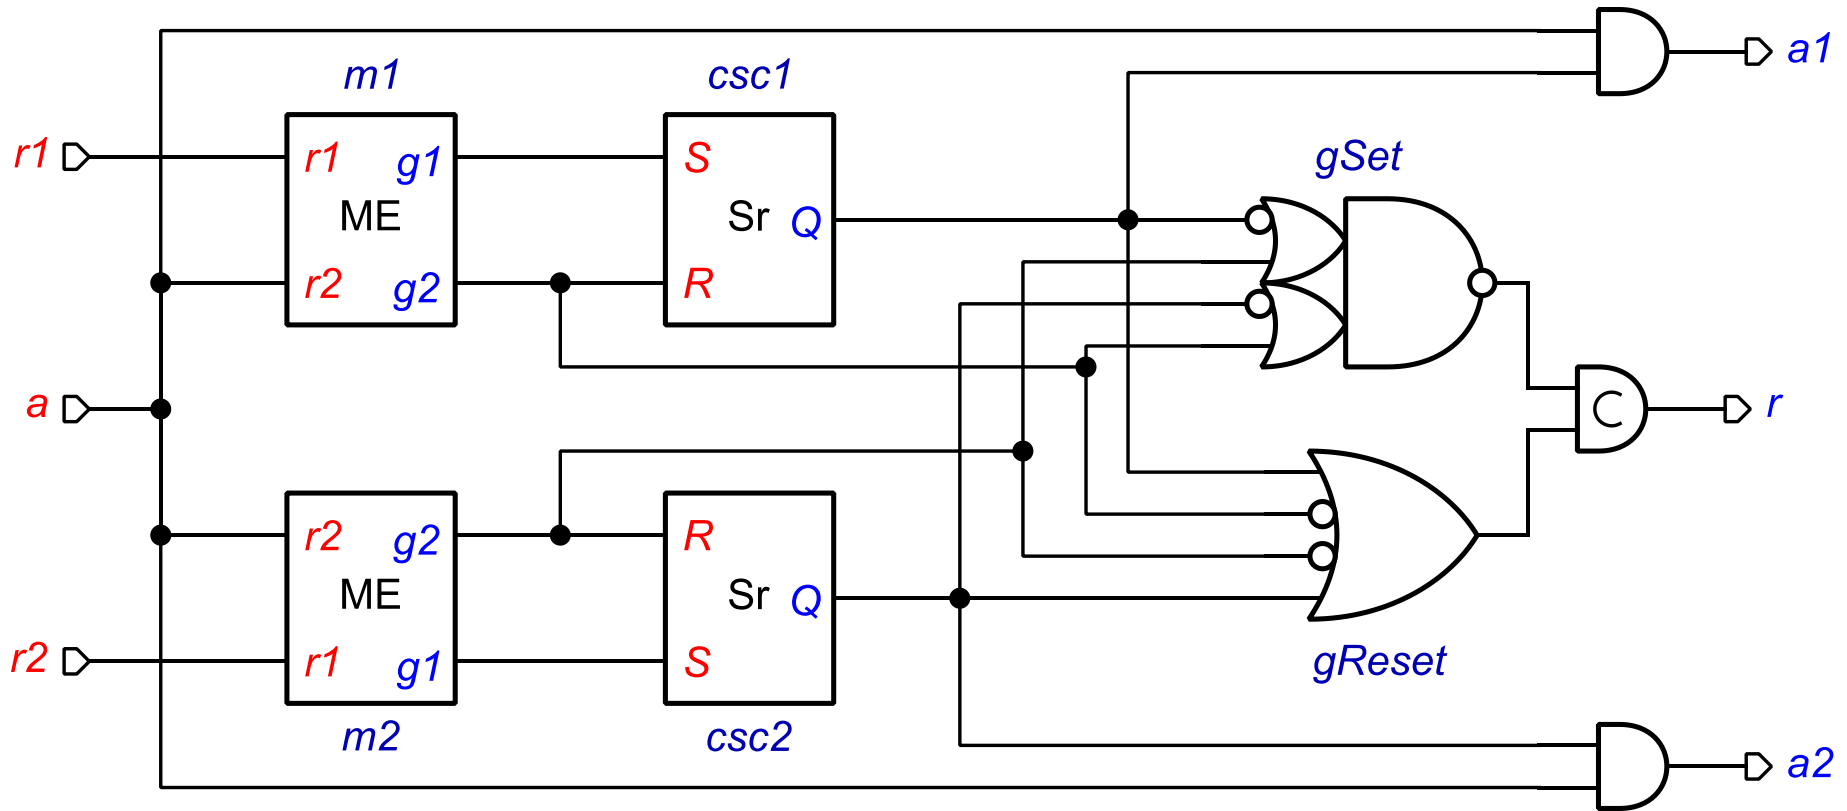 a1
m1
csc1
r1
r1
g1
S
gSet
ME
Sr
Q
r2
g2
R
a
C
r
r2
g2
R
ME
Sr
Q
r2
r1
g1
S
gReset
m2
csc2
a2